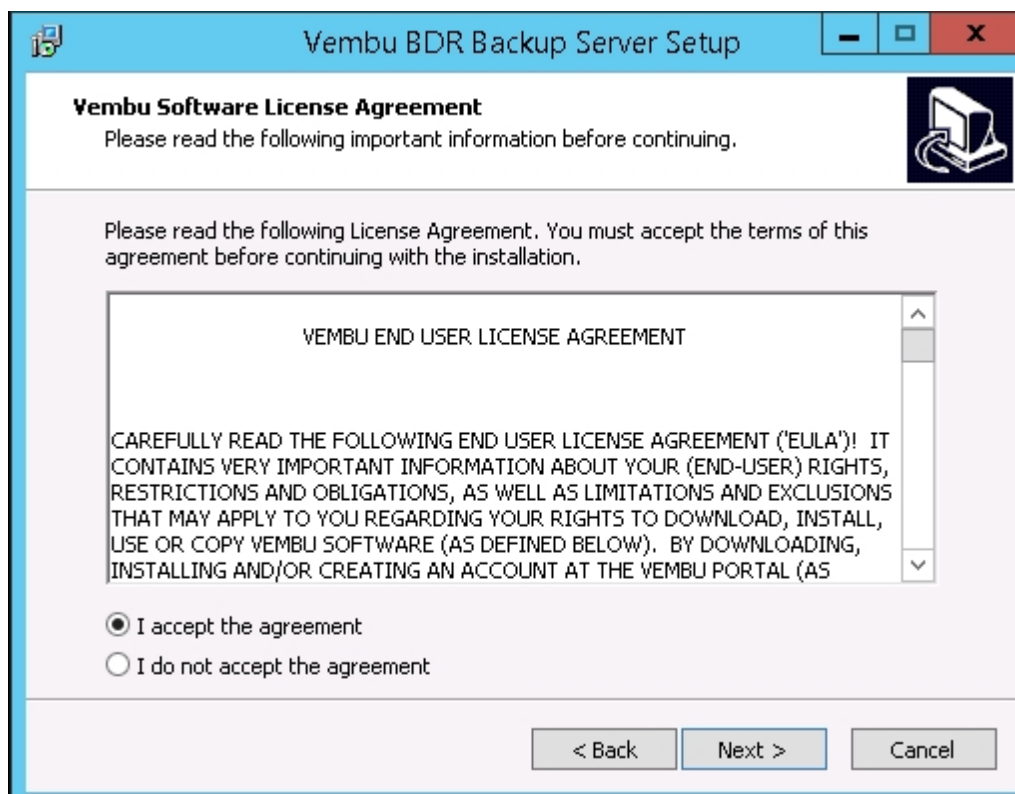 Vembu BDR Backup Server Setup
Vembu Software License Agreement
Please read the following important information before continuing.
Please read the following License Agreement. You must accept the terms of this
agreement before continuing with the installation.
VEMBU END USER LICENSE AGREEMENT
CAREFULLY READ THE FOLLOWING END USER LICENSE AGREEMENT ('EULA')!  IT
CONTAINS VERY IMPORTANT INFORMATION ABOUT YOUR (END-USER) RIGHTS,
RESTRICTIONS AND OBLIGATIONS, AS WELL AS LIMITATIONS AND EXCLUSIONS
THAT MAY APPLY TO YOU REGARDING YOUR RIGHTS TO DOWNLOAD, INSTALL,
USE OR COPY VEMBU SOFTWARE (AS DEFINED BELOW).  BY DOWNLOADING,
INSTALLING AND/OR CREATING AN ACCOUNT AT THE VEMBU PORTAL (AS
I accept the agreement
I do not accept the agreement
< Back
Next >
Cancel